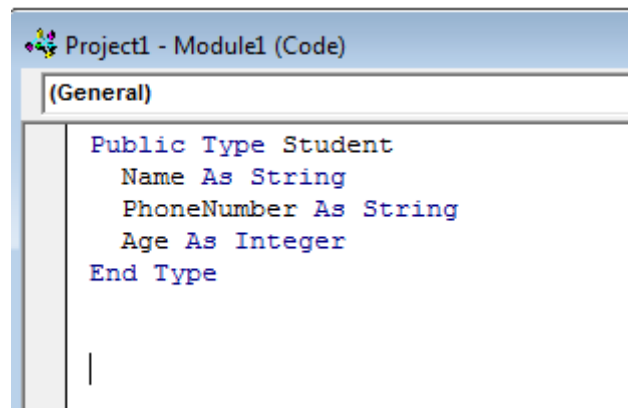 Project1 - Module1 (Code)
(General)
Public Type Student
Name As String
PhoneNumber As String
Age As Integer
End Type